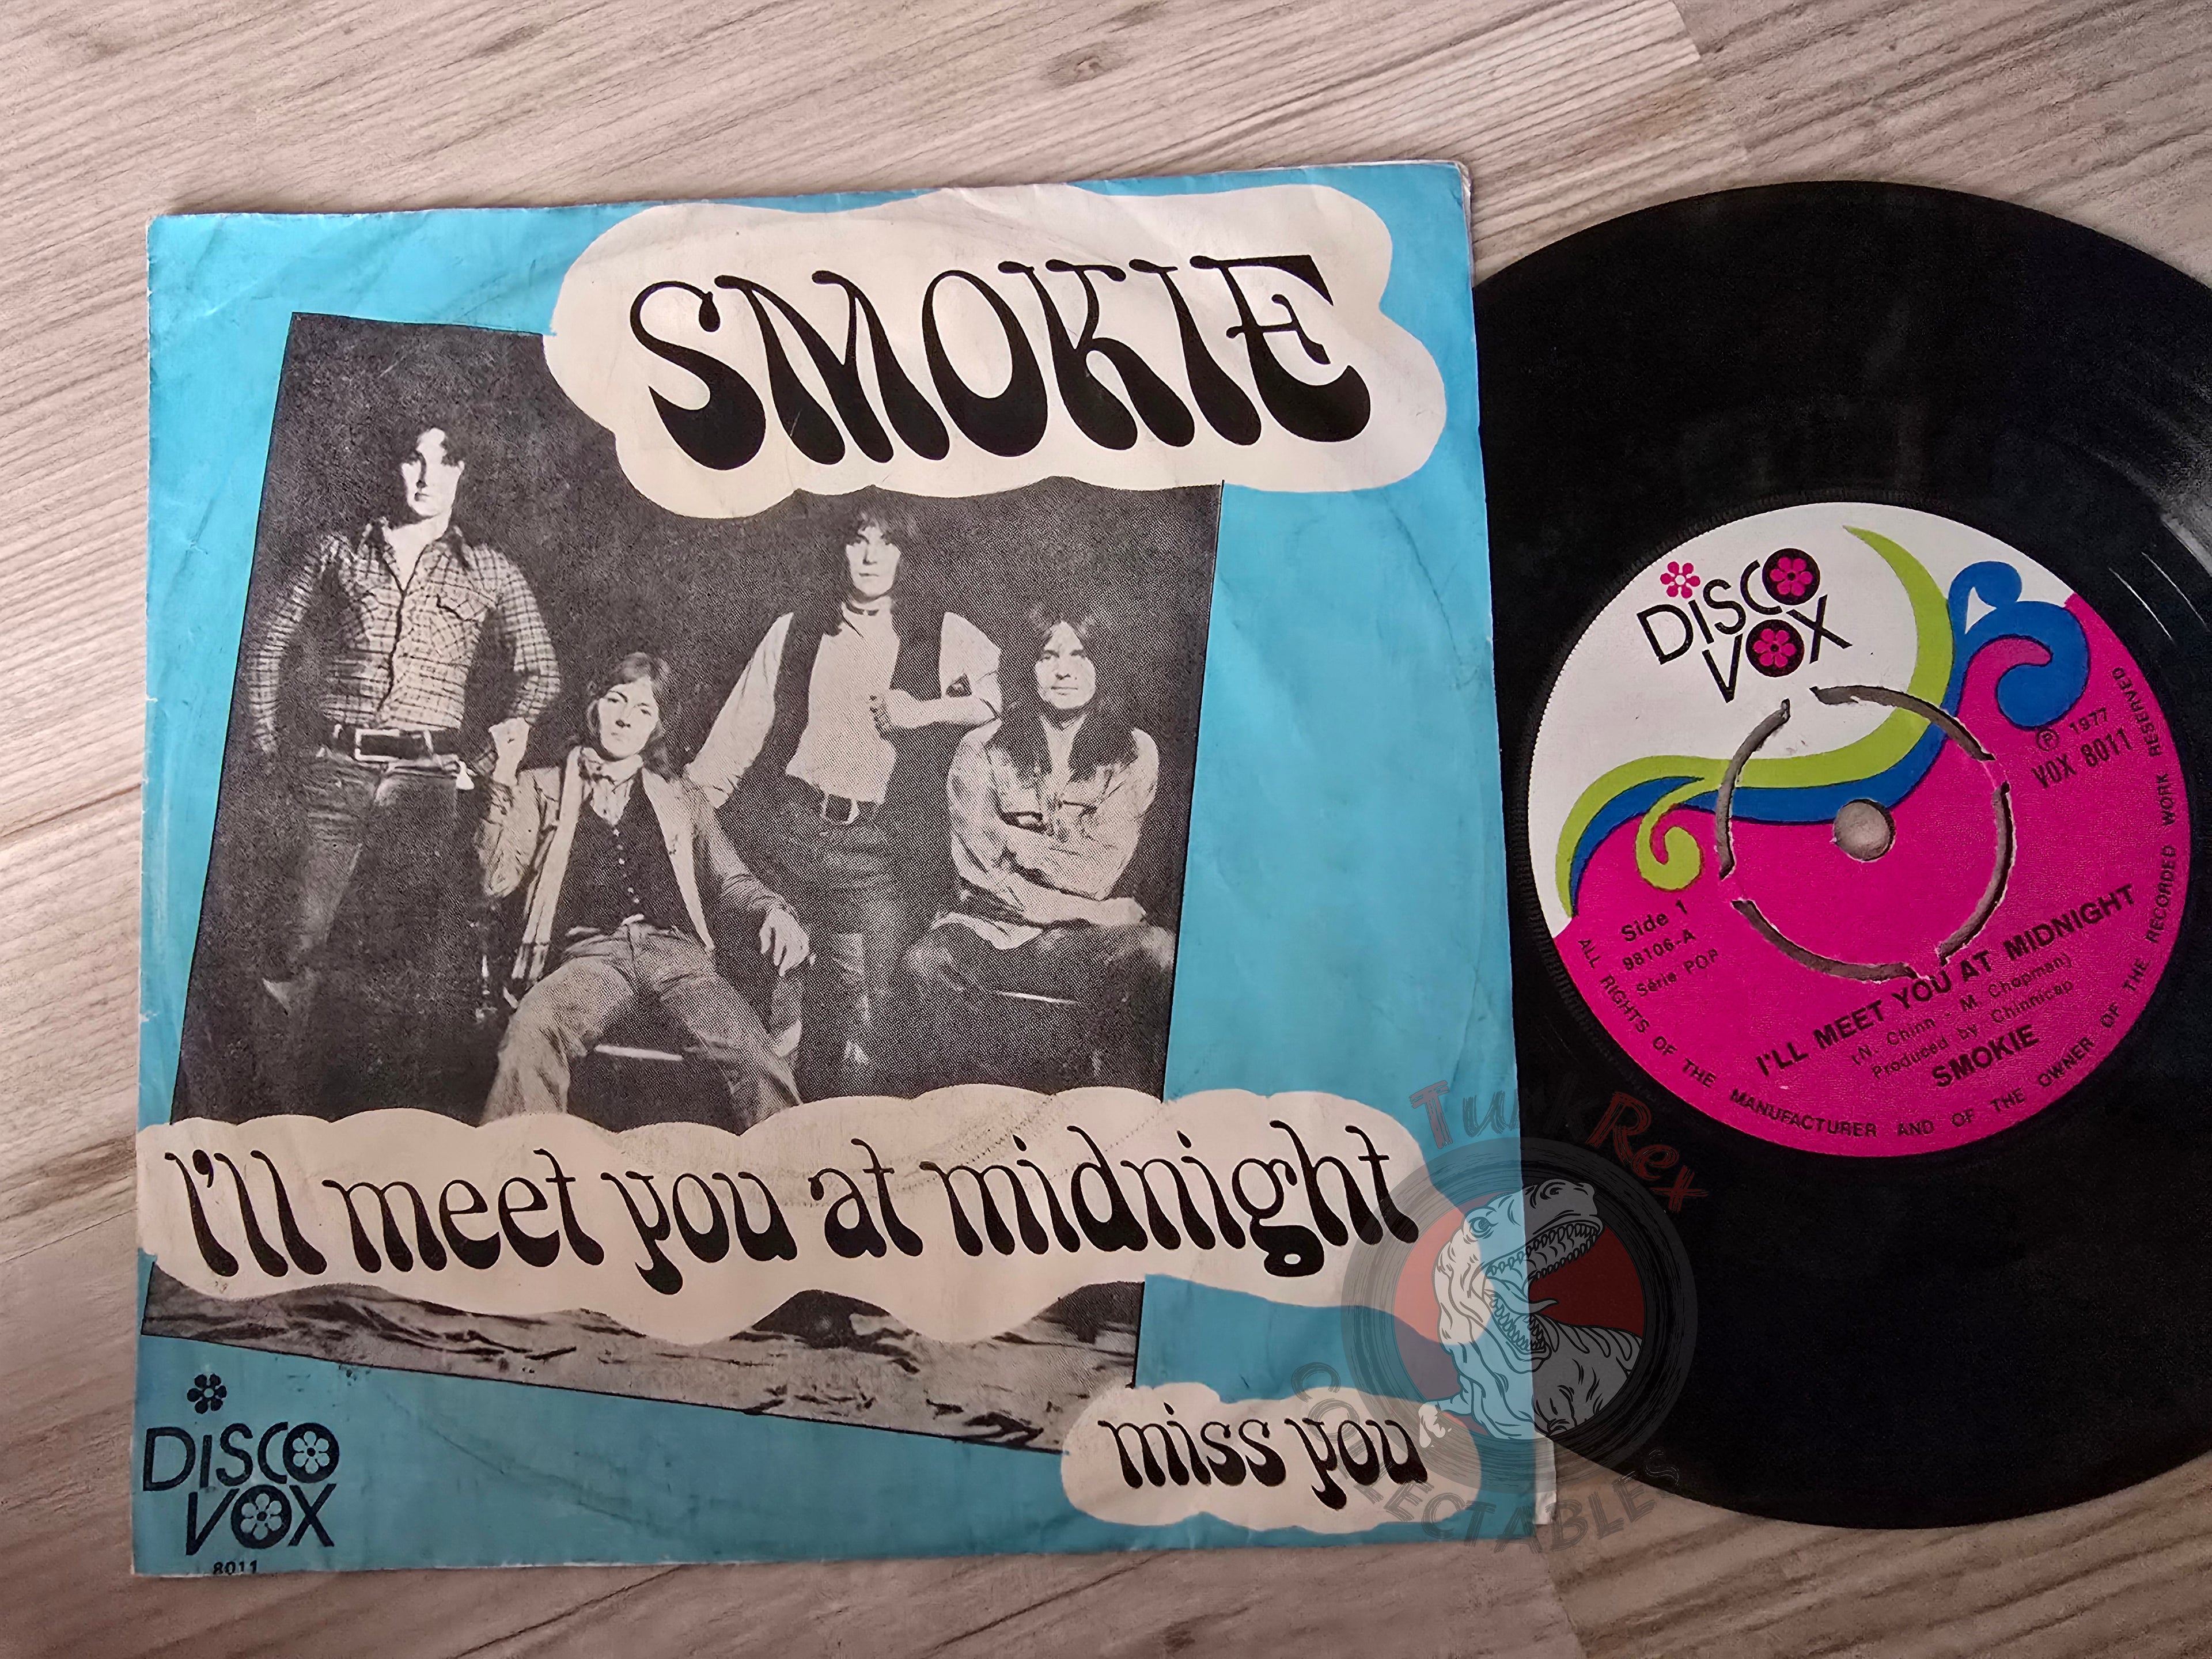 SMOKIE
I'll meet you at midnight
miss you
DISCO
VOX
8011
DISCO
VOX
℗ 1977
VOX 8011
Side 1
98106-A
Série POP
I'LL MEET YOU AT MIDNIGHT
(N. Chinn - M. Chapman)
Produced by Chinnicap
SMOKIE
ALL RIGHTS OF THE MANUFACTURER AND OF THE OWNER OF THE RECORDED WORK RESERVED
Tunk Rex
COLLECTABLES